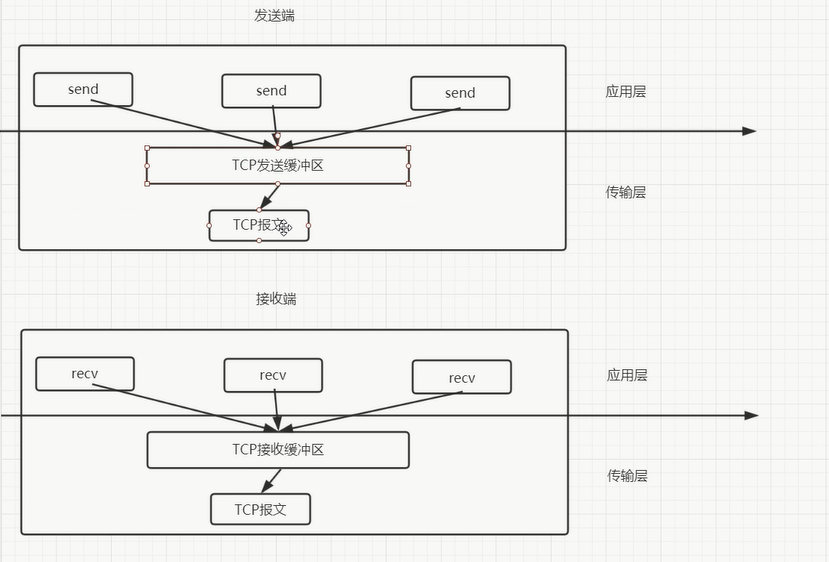 发送端
send
send
send
应用层
TCP发送缓冲区
传输层
TCP报文
接收端
recv
recv
recv
应用层
TCP接收缓冲区
传输层
TCP报文